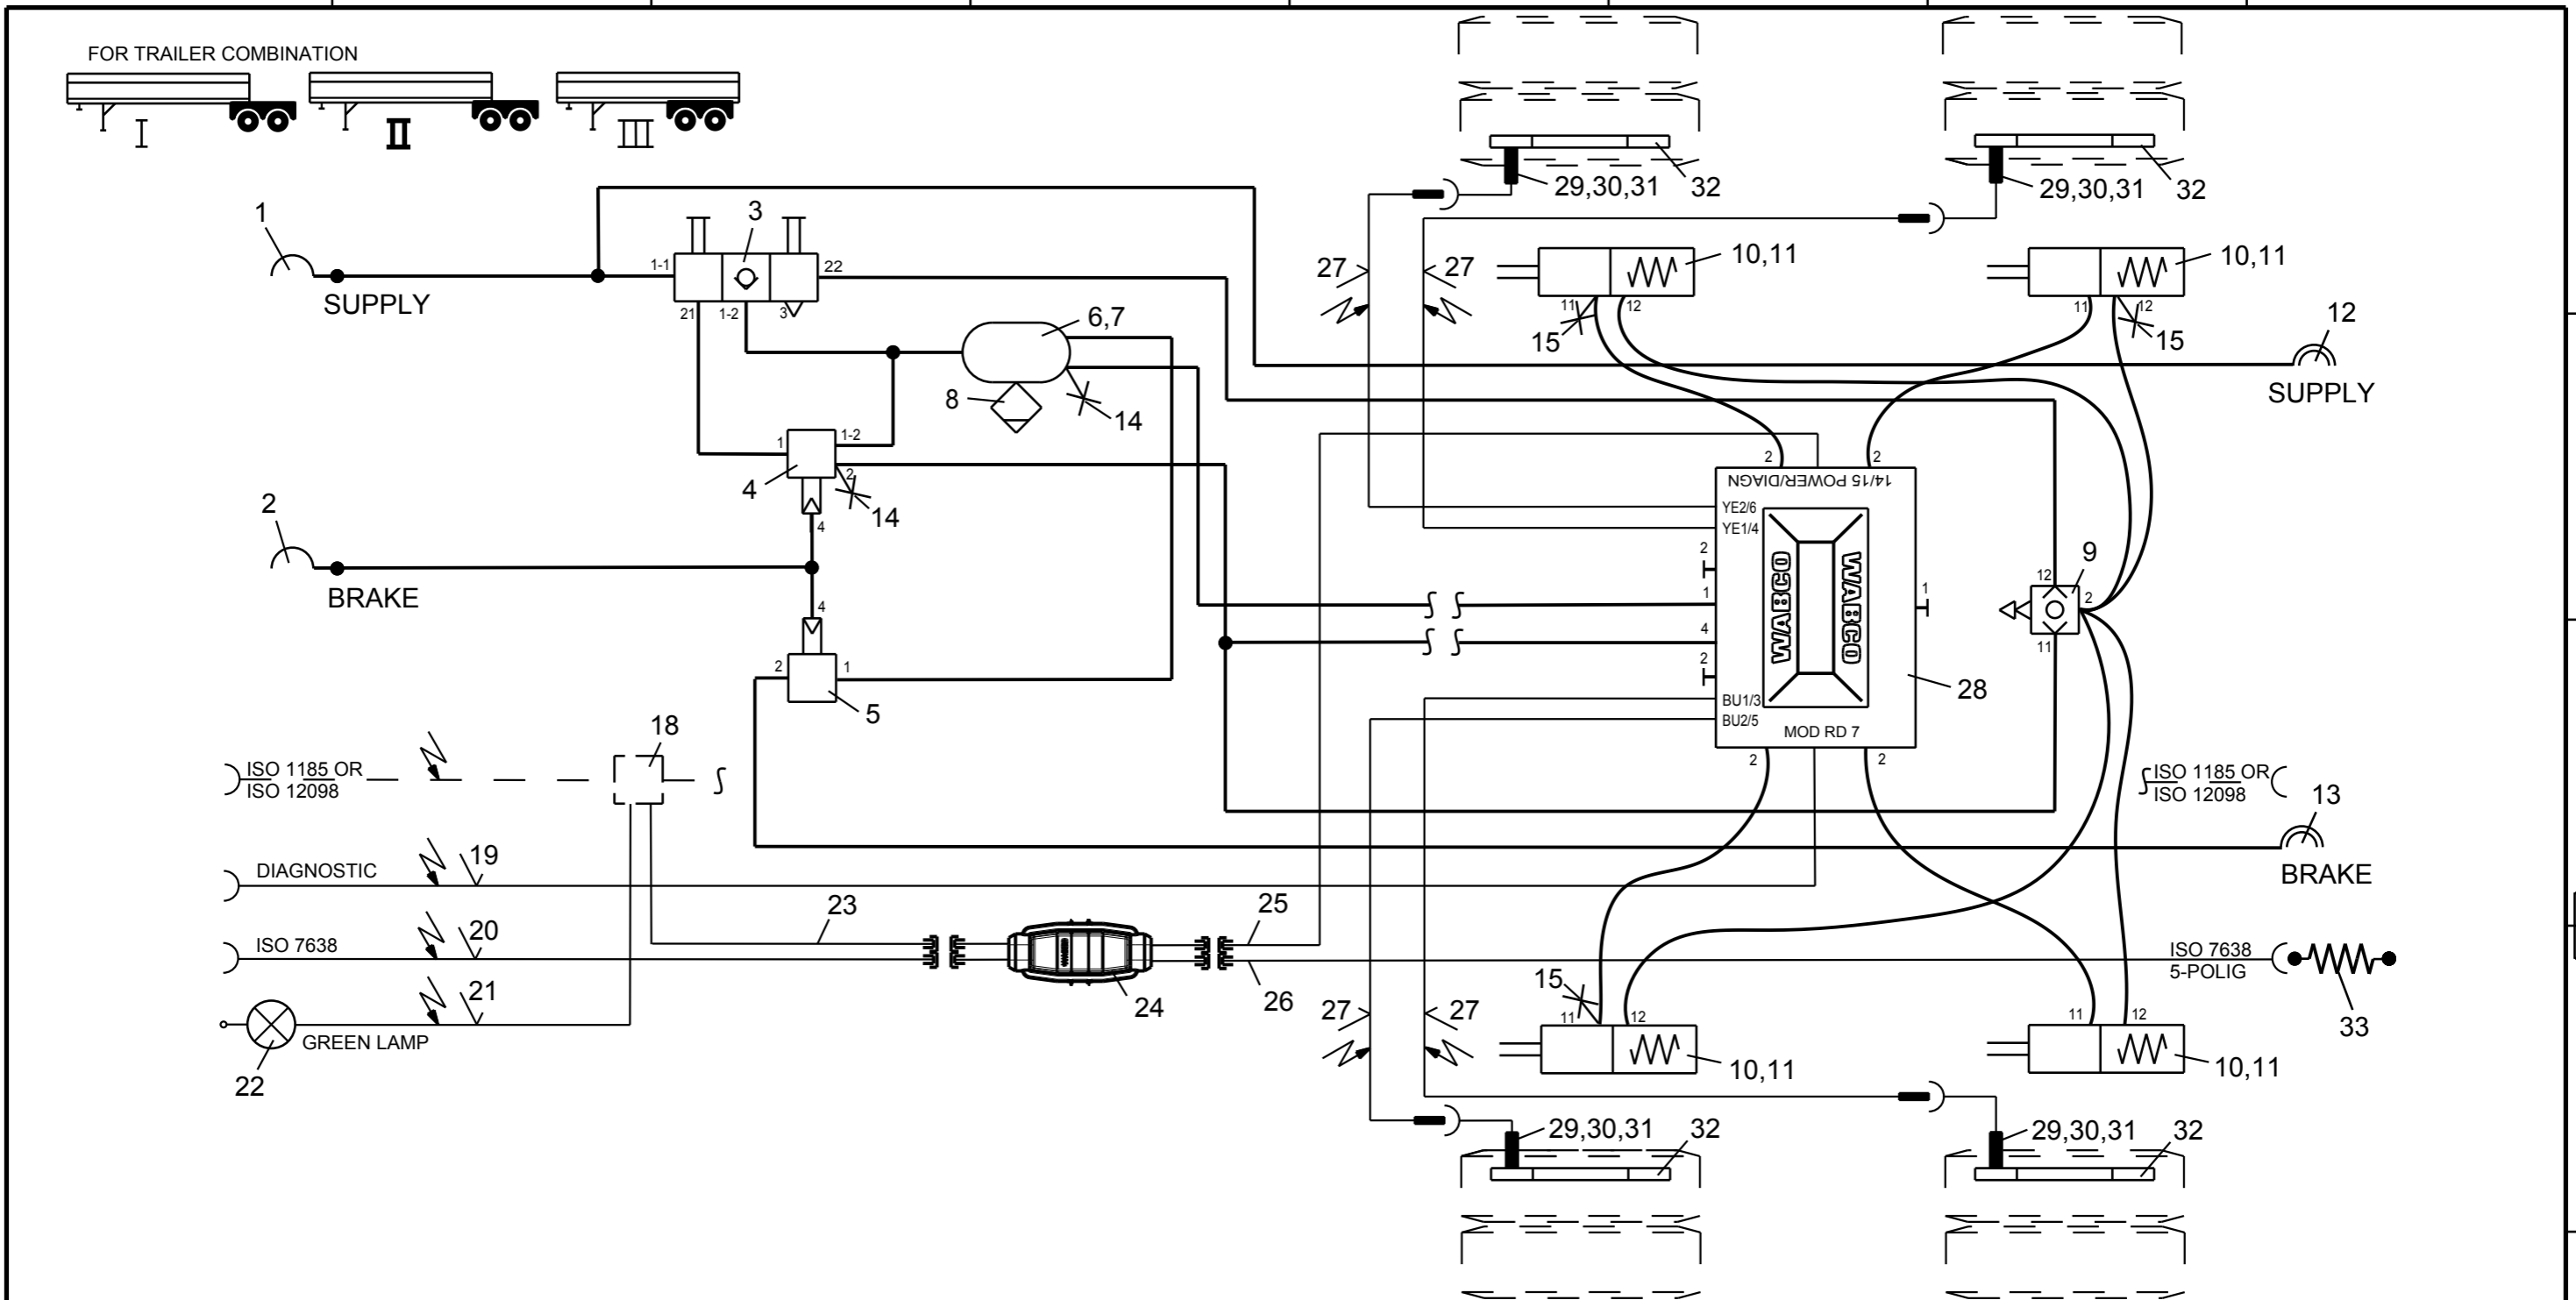 FOR TRAILER COMBINATION
I II III
1
SUPPLY
3
1-1
22
21 1-2 3
6,7
8
14
1 1-2
2
4
14
4
2
BRAKE
4
2 1
5
18
ISO 1185 OR
ISO 12098
DIAGNOSTIC
19
ISO 7638
20
21
GREEN LAMP
22
23
24
25
26
29,30,31 32
29,30,31 32
27 27
10,11
11 12
15
10,11
11 12
15
12
SUPPLY
2 2
14/15 POWER/DIAGN
YE2/6
YE1/4
2
1
4
2
BU1/3
BU2/5
WABCO WABCO
MOD RD 7
1
28
2 2
9
12
2
11
ISO 1185 OR
ISO 12098
13
BRAKE
ISO 7638
5-POLIG
33
15
11 12
10,11
11 12
10,11
27 27
29,30,31 32
29,30,31 32